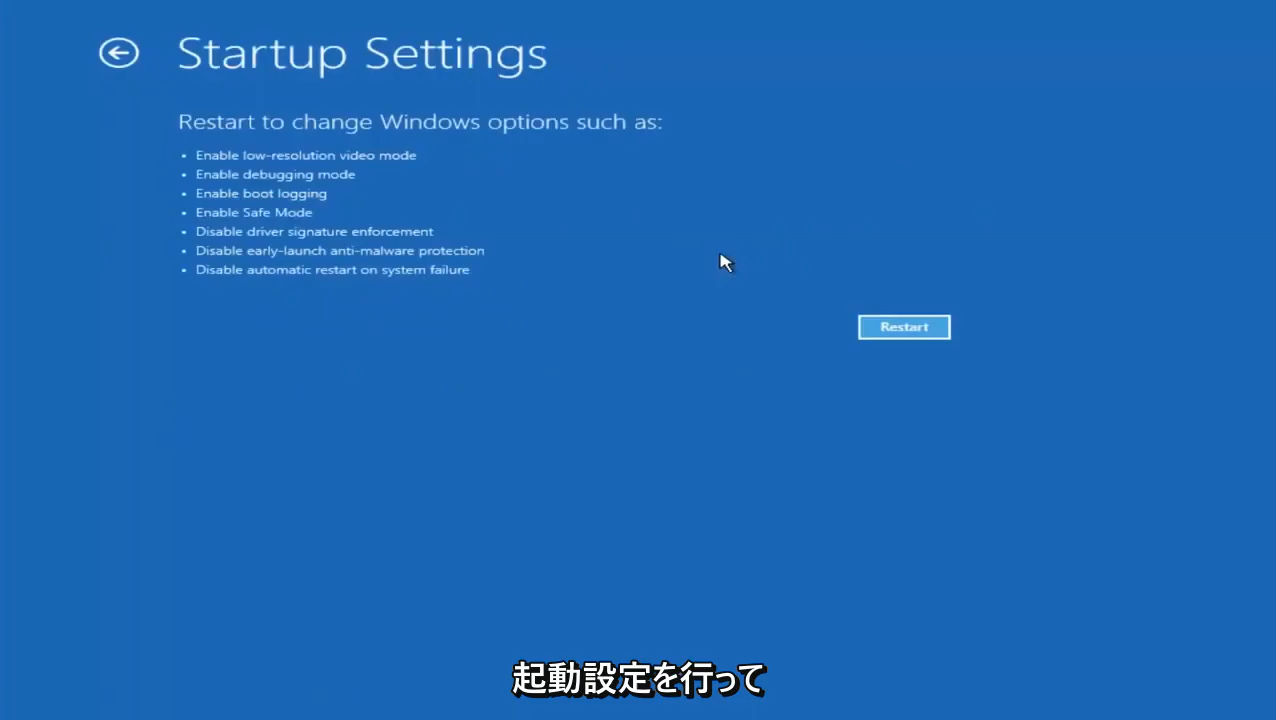 Startup Settings
Restart to change Windows options such as:
• Enable low-resolution video mode
• Enable debugging mode
• Enable boot logging
• Enable Safe Mode
• Disable driver signature enforcement
• Disable early-launch anti-malware protection
• Disable automatic restart on system failure
Restart
起動設定を行って